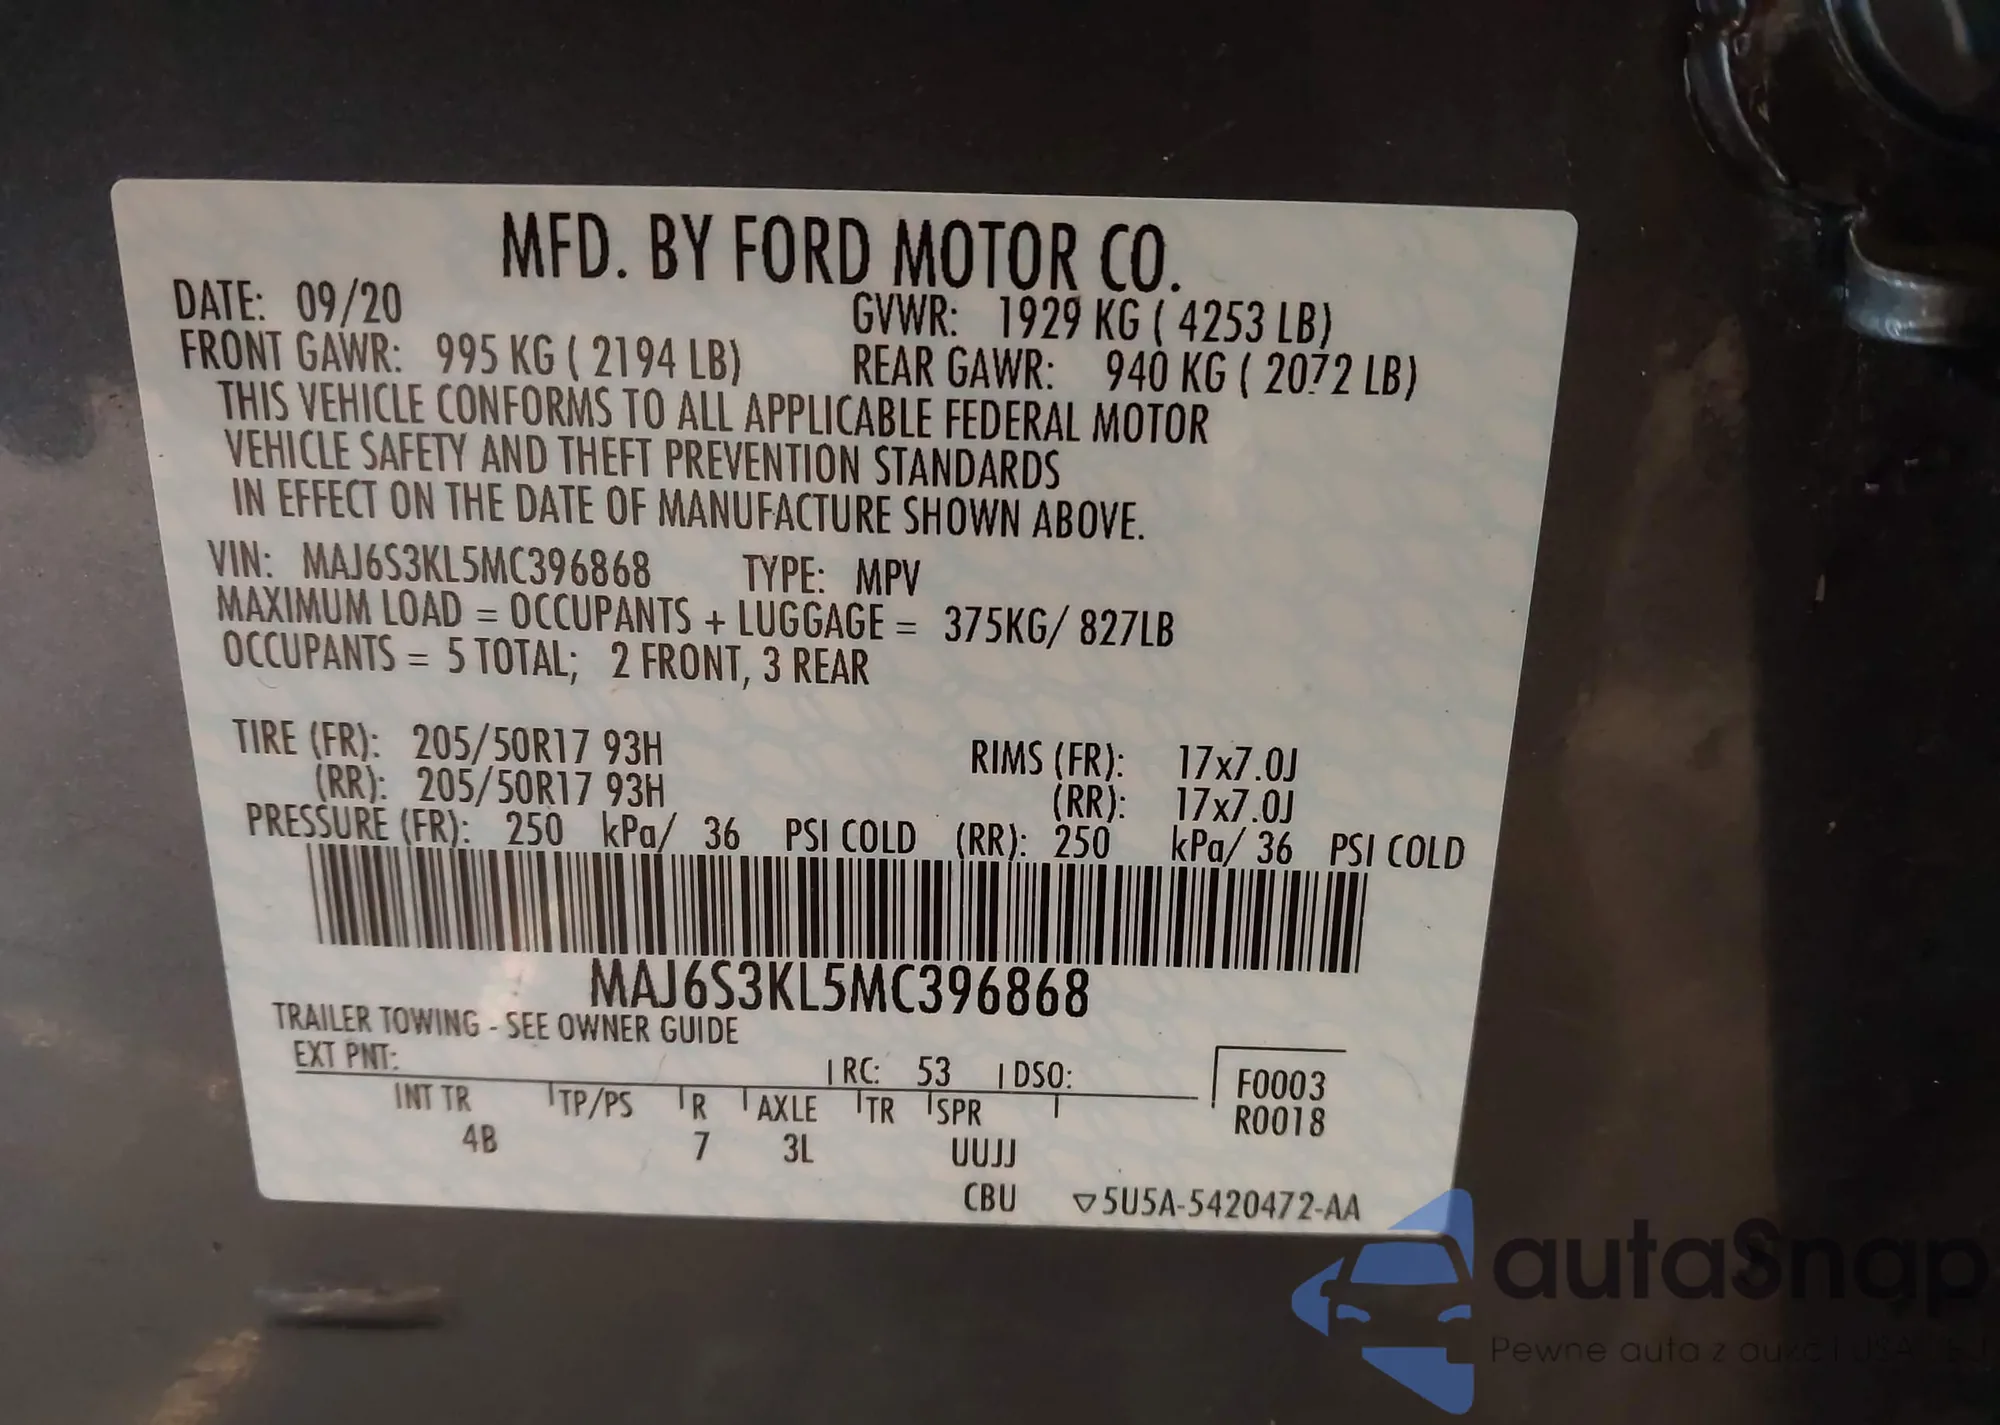 MFD. BY FORD MOTOR CO.
DATE: 09/20 GVWR: 1929 KG ( 4253 LB)
FRONT GAWR: 995 KG ( 2194 LB) REAR GAWR: 940 KG ( 2072 LB)
THIS VEHICLE CONFORMS TO ALL APPLICABLE FEDERAL MOTOR
VEHICLE SAFETY AND THEFT PREVENTION STANDARDS
IN EFFECT ON THE DATE OF MANUFACTURE SHOWN ABOVE.
VIN: MAJ6S3KL5MC396868 TYPE: MPV
MAXIMUM LOAD = OCCUPANTS + LUGGAGE = 375KG/ 827LB
OCCUPANTS = 5 TOTAL; 2 FRONT, 3 REAR
TIRE (FR): 205/50R17 93H RIMS (FR): 17x7.0J
(RR): 205/50R17 93H (RR): 17x7.0J
PRESSURE (FR): 250 kPa/ 36 PSI COLD (RR): 250 kPa/ 36 PSI COLD
MAJ6S3KL5MC396868
TRAILER TOWING - SEE OWNER GUIDE
EXT PNT: RC: 53 DSO: F0003
INT TR TP/PS R AXLE TR SPR R0018
4B 7 3L UUJJ
CBU ▽5U5A-5420472-AA
autaSnap
Pewne auta z